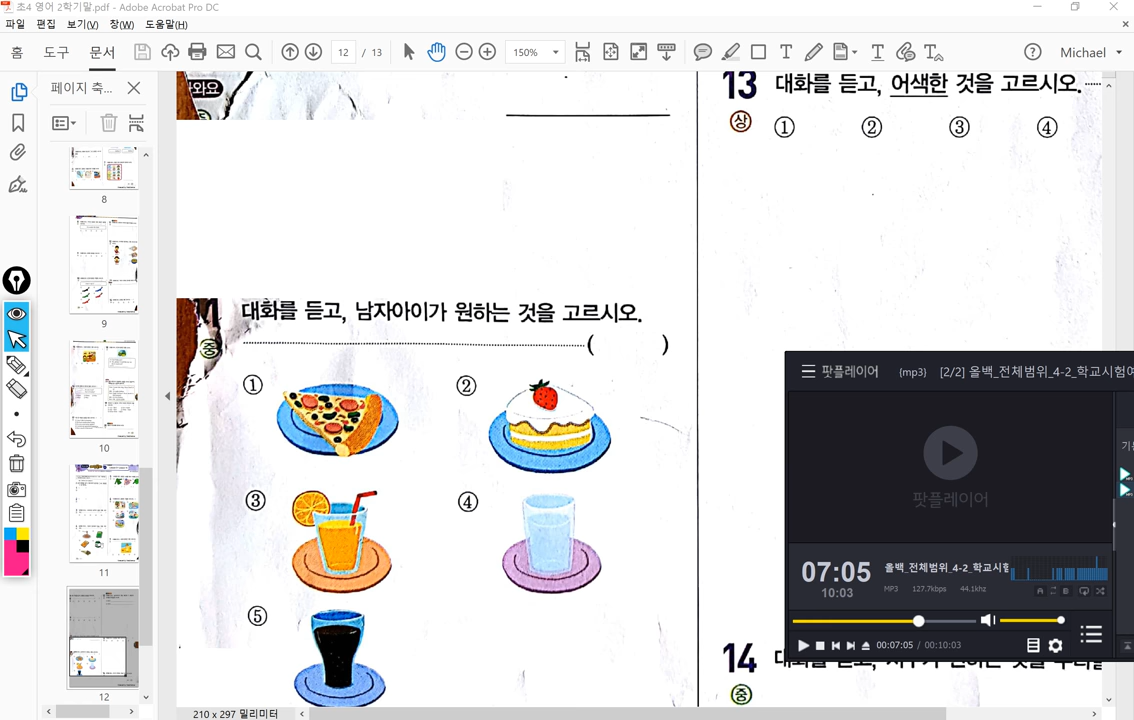 초4 영어 2학기말.pdf - Adobe Acrobat Pro DC
파일 편집 보기(V) 창(W) 도움말(H)
홈 도구 문서 12 / 13 150% Michael
페이지 축...
8
9
10
11
12
와요
대화를 듣고, 남자아이가 원하는 것을 고르시오.
중 ( )
① ②
③ ④
⑤
210 x 297 밀리미터
13 대화를 듣고, 어색한 것을 고르시오.
상 ① ② ③ ④
팟플레이어 (mp3) [2/2] 올백_전체범위_4-2_학교시험
팟플레이어
07:05 올백_전체범위_4-2_학교시험
10:03 MP3 127.7kbps 44.1khz
A B
00:07:05 / 00:10:03
14
중